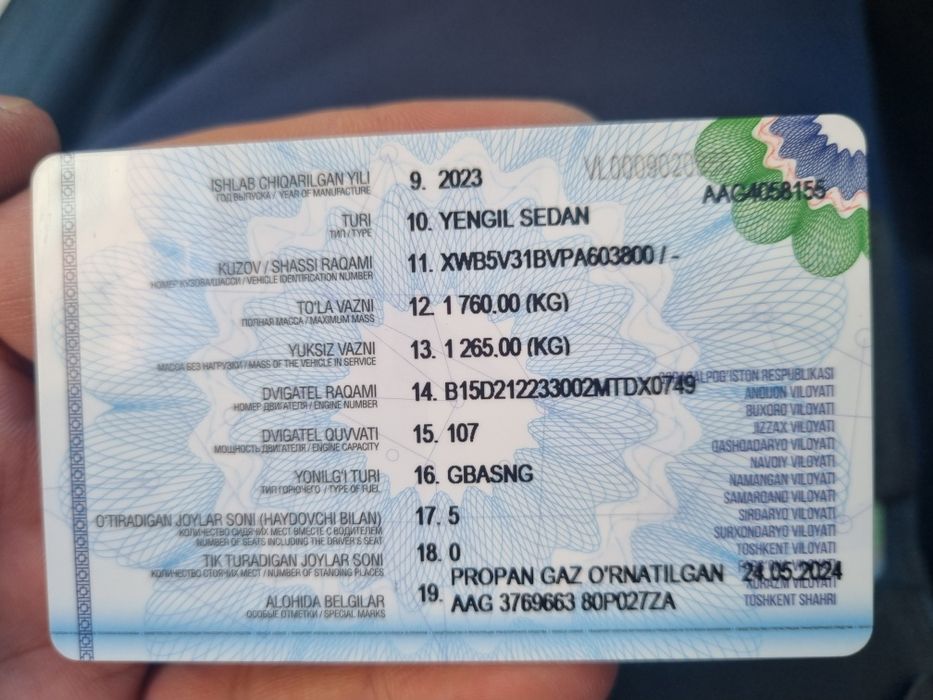 VL0009020
AAG4058155
ISHLAB CHIQARILGAN YILI 9. 2023
ГОД ВЫПУСКА / YEAR OF MANUFACTURE
TURI 10. YENGIL SEDAN
ТИП / TYPE
KUZOV / SHASSI RAQAMI 11. XWB5V31BVPA603800 / -
НОМЕР КУЗОВА/ШАССИ / VEHICLE IDENTIFICATION NUMBER
TO'LA VAZNI 12. 1 760.00 (KG)
ПОЛНАЯ МАССА / MAXIMUM MASS
YUKSIZ VAZNI 13. 1 265.00 (KG)
МАССА БЕЗ НАГРУЗКИ / MASS OF THE VEHICLE IN SERVICE
DVIGATEL RAQAMI 14. B15D212233002MTDX0749
НОМЕР ДВИГАТЕЛЯ / ENGINE NUMBER
DVIGATEL QUVVATI 15. 107
МОЩНОСТЬ ДВИГАТЕЛЯ / ENGINE CAPACITY
YONILG'I TURI 16. GBASNG
ТИП ГОРЮЧЕГО / TYPE OF FUEL
O'TIRADIGAN JOYLAR SONI (HAYDOVCHI BILAN) 17. 5
КОЛИЧЕСТВО СИДЯЧИХ МЕСТ ВМЕСТЕ С ВОДИТЕЛЕМ
NUMBER OF SEATS INCLUDING THE DRIVER'S SEAT
TIK TURADIGAN JOYLAR SONI 18. 0
КОЛИЧЕСТВО СТОЯЧИХ МЕСТ / NUMBER OF STANDING PLACES
ALOHIDA BELGILAR 19. PROPAN GAZ O'RNATILGAN 24.05.2024
ОСОБЫЕ ОТМЕТКИ / SPECIAL MARKS
AAG 3769663 80P027ZA
RESPUBLIKASI
ANDIJON VILOYATI
BUXORO VILOYATI
JIZZAX VILOYATI
QASHQADARYO VILOYATI
NAVOIY VILOYATI
NAMANGAN VILOYATI
SAMARQAND VILOYATI
SIRDARYO VILOYATI
SURXONDARYO VILOYATI
TOSHKENT VILOYATI
XORAZM VILOYATI
TOSHKENT SHAHRI